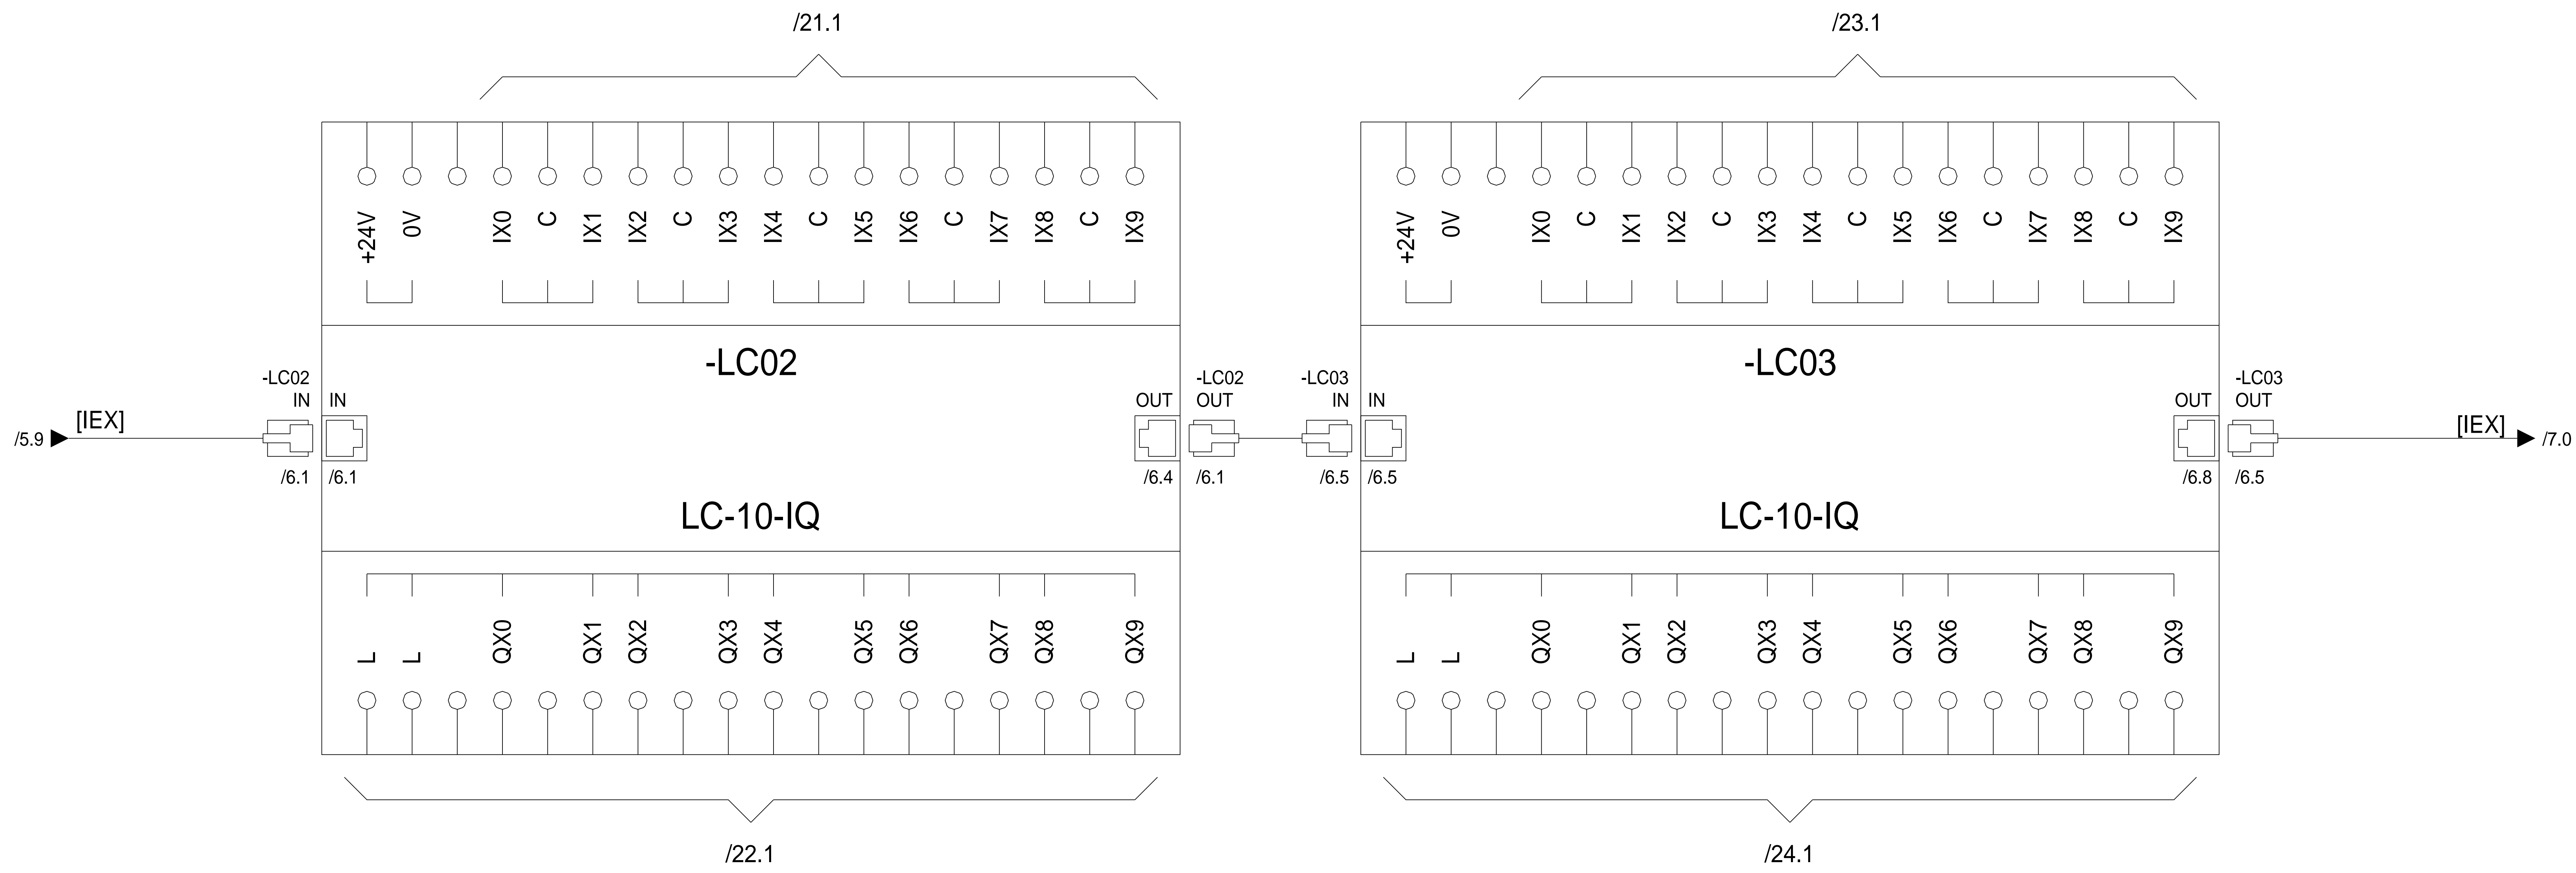 /21.1
/23.1
+24V 0V IX0 C IX1 IX2 C IX3 IX4 C IX5 IX6 C IX7 IX8 C IX9
+24V 0V IX0 C IX1 IX2 C IX3 IX4 C IX5 IX6 C IX7 IX8 C IX9
-LC02
-LC03
-LC02
IN
IN
OUT
-LC02
OUT
-LC03
IN
IN
OUT
-LC03
OUT
/5.9
[IEX]
[IEX]
/7.0
/6.1
/6.1
/6.4
/6.1
/6.5
/6.5
/6.8
/6.5
LC-10-IQ
LC-10-IQ
L L QX0 QX1 QX2 QX3 QX4 QX5 QX6 QX7 QX8 QX9
L L QX0 QX1 QX2 QX3 QX4 QX5 QX6 QX7 QX8 QX9
/22.1
/24.1